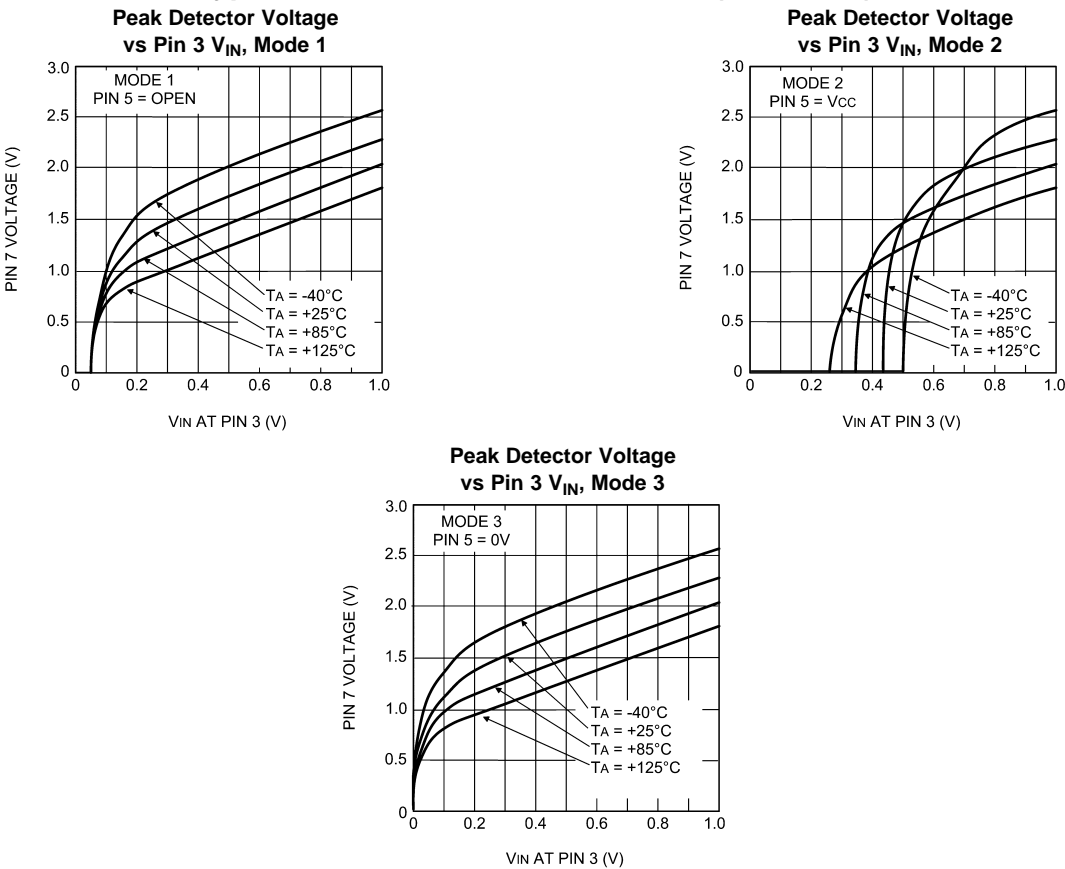 Peak Detector Voltage
vs Pin 3 VIN, Mode 1
3.0
2.5
2.0
1.5
1.0
0.5
0
PIN 7 VOLTAGE (V)
MODE 1
PIN 5 = OPEN
TA = -40°C
TA = +25°C
TA = +85°C
TA = +125°C
0 0.2 0.4 0.6 0.8 1.0
VIN AT PIN 3 (V)
Peak Detector Voltage
vs Pin 3 VIN, Mode 2
3.0
2.5
2.0
1.5
1.0
0.5
0
PIN 7 VOLTAGE (V)
MODE 2
PIN 5 = VCC
TA = -40°C
TA = +25°C
TA = +85°C
TA = +125°C
0 0.2 0.4 0.6 0.8 1.0
VIN AT PIN 3 (V)
Peak Detector Voltage
vs Pin 3 VIN, Mode 3
3.0
2.5
2.0
1.5
1.0
0.5
0
PIN 7 VOLTAGE (V)
MODE 3
PIN 5 = 0V
TA = -40°C
TA = +25°C
TA = +85°C
TA = +125°C
0 0.2 0.4 0.6 0.8 1.0
VIN AT PIN 3 (V)